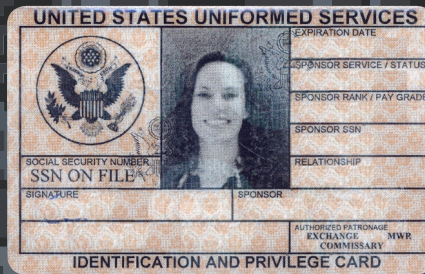 UNITED STATES UNIFORMED SERVICES
EXPIRATION DATE
SPONSOR SERVICE / STATUS
SPONSOR RANK / PAY GRADE
SPONSOR SSN
SOCIAL SECURITY NUMBER
SSN ON FILE
RELATIONSHIP
SIGNATURE
SPONSOR
AUTHORIZED PATRONAGE
EXCHANGE MWR
COMMISSARY
IDENTIFICATION AND PRIVILEGE CARD